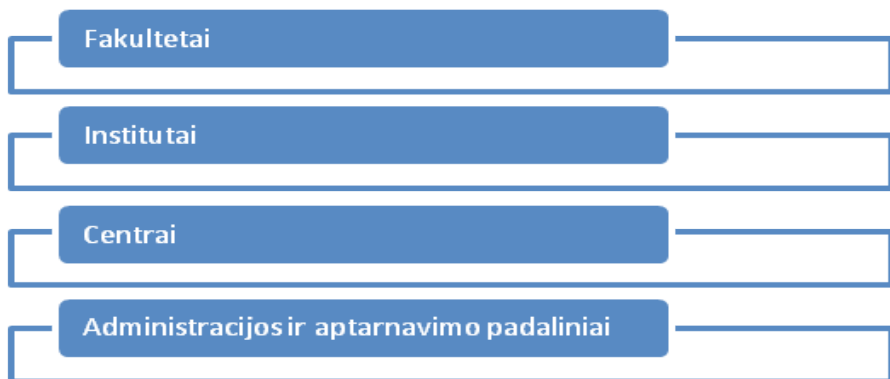 Fakultetai
Institutai
Centrai
Administracijos ir aptarnavimo padaliniai